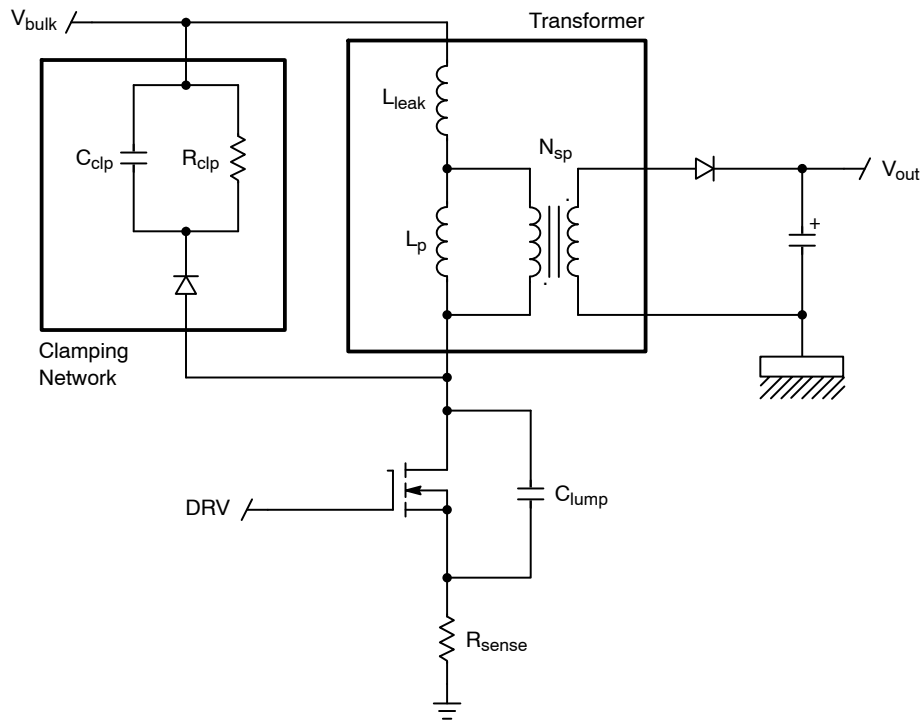 Vbulk
Transformer
Lleak
Cclp
Rclp
Nsp
Vout
Lp
+
Clamping
Network
DRV
Clump
Rsense